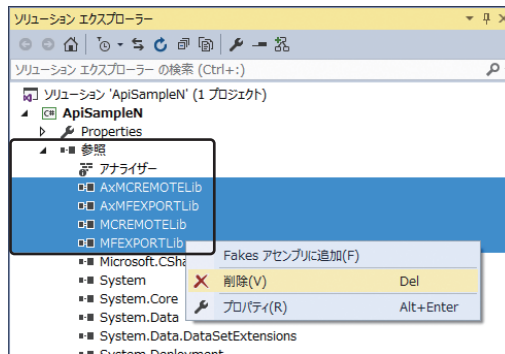 ソリューション エクスプローラー
ソリューション エクスプローラー の検索 (Ctrl+:)
ソリューション 'ApiSampleN' (1 プロジェクト)
C# ApiSampleN
Properties
参照
アナライザー
AxMCREMOTELib
AxMFEXPORTLib
MCREMOTELib
MFEXPORTLib
Fakes アセンブリに追加(F)
Microsoft.CSha
System
削除(V) Del
System.Core
プロパティ(R) Alt+Enter
System.Data
System.Data.DataSetExtensions
System.Deployment